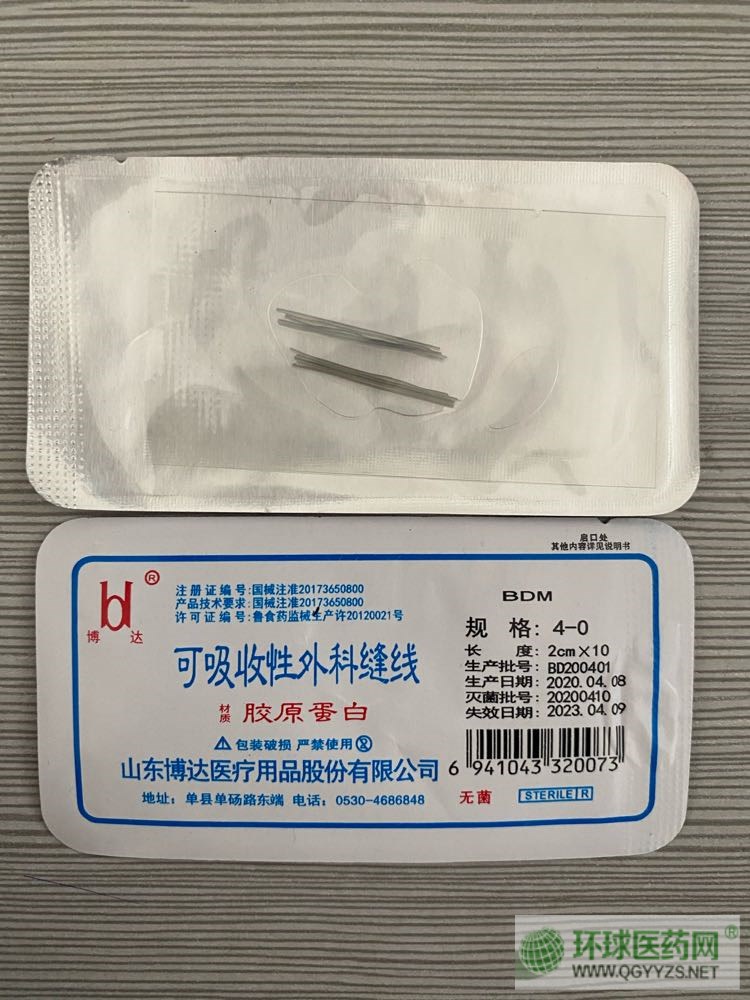 启口处
其他内容详见说明书
博 达
®
注 册 证 编 号:国械注准20173650800
产品技术要求:国械注准20173650800
许 可 证 编 号:鲁食药监械生产许20120021号
可吸收性外科缝线
材质 胶原蛋白
包装破损 严禁使用
山东博达医疗用品股份有限公司
地址: 单县单砀路东端 电话: 0530-4686848
BDM
规 格: 4-0
长 度: 2cm×10
生产批号: BD200401
生产日期: 2020.04.08
灭菌批号: 20200410
失效日期: 2023.04.09
6 941043 320073
无菌 STERILE R
环球医药网®
WWW.QGYYZS.NET